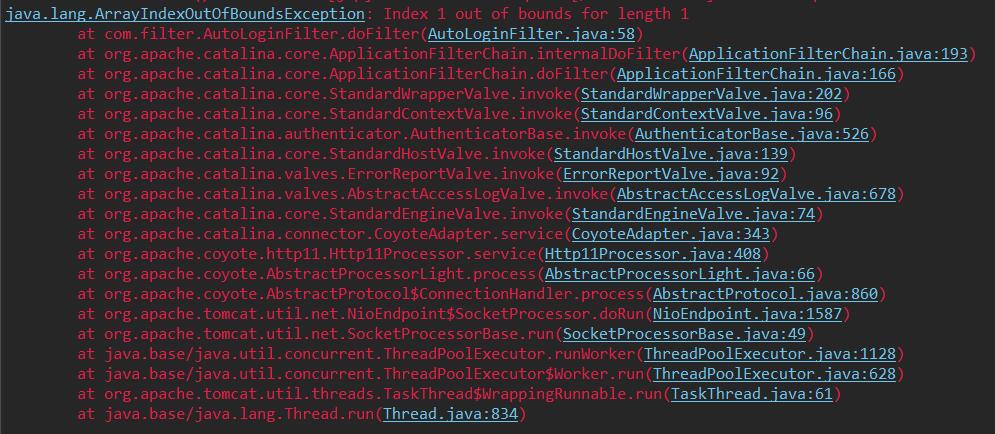 java.lang.ArrayIndexOutOfBoundsException: Index 1 out of bounds for length 1
at com.filter.AutoLoginFilter.doFilter(AutoLoginFilter.java:58)
at org.apache.catalina.core.ApplicationFilterChain.internalDoFilter(ApplicationFilterChain.java:193)
at org.apache.catalina.core.ApplicationFilterChain.doFilter(ApplicationFilterChain.java:166)
at org.apache.catalina.core.StandardWrapperValve.invoke(StandardWrapperValve.java:202)
at org.apache.catalina.core.StandardContextValve.invoke(StandardContextValve.java:96)
at org.apache.catalina.authenticator.AuthenticatorBase.invoke(AuthenticatorBase.java:526)
at org.apache.catalina.core.StandardHostValve.invoke(StandardHostValve.java:139)
at org.apache.catalina.valves.ErrorReportValve.invoke(ErrorReportValve.java:92)
at org.apache.catalina.valves.AbstractAccessLogValve.invoke(AbstractAccessLogValve.java:678)
at org.apache.catalina.core.StandardEngineValve.invoke(StandardEngineValve.java:74)
at org.apache.catalina.connector.CoyoteAdapter.service(CoyoteAdapter.java:343)
at org.apache.coyote.http11.Http11Processor.service(Http11Processor.java:408)
at org.apache.coyote.AbstractProcessorLight.process(AbstractProcessorLight.java:66)
at org.apache.coyote.AbstractProtocol$ConnectionHandler.process(AbstractProtocol.java:860)
at org.apache.tomcat.util.net.NioEndpoint$SocketProcessor.doRun(NioEndpoint.java:1587)
at org.apache.tomcat.util.net.SocketProcessorBase.run(SocketProcessorBase.java:49)
at java.base/java.util.concurrent.ThreadPoolExecutor.runWorker(ThreadPoolExecutor.java:1128)
at java.base/java.util.concurrent.ThreadPoolExecutor$Worker.run(ThreadPoolExecutor.java:628)
at org.apache.tomcat.util.threads.TaskThread$WrappingRunnable.run(TaskThread.java:61)
at java.base/java.lang.Thread.run(Thread.java:834)